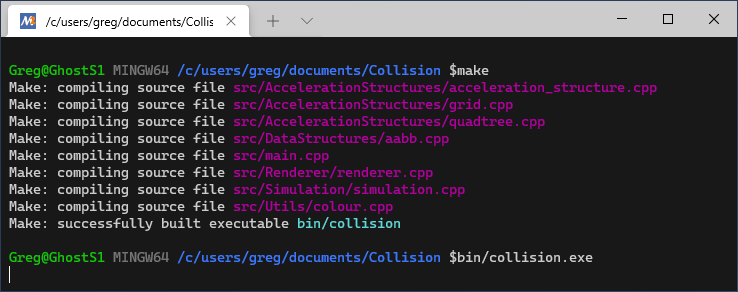 /c/users/greg/documents/Collis
Greg@GhostS1 MINGW64 /c/users/greg/documents/Collision $make
Make: compiling source file src/AccelerationStructures/acceleration_structure.cpp
Make: compiling source file src/AccelerationStructures/grid.cpp
Make: compiling source file src/AccelerationStructures/quadtree.cpp
Make: compiling source file src/DataStructures/aabb.cpp
Make: compiling source file src/main.cpp
Make: compiling source file src/Renderer/renderer.cpp
Make: compiling source file src/Simulation/simulation.cpp
Make: compiling source file src/Utils/colour.cpp
Make: successfully built executable bin/collision
Greg@GhostS1 MINGW64 /c/users/greg/documents/Collision $bin/collision.exe